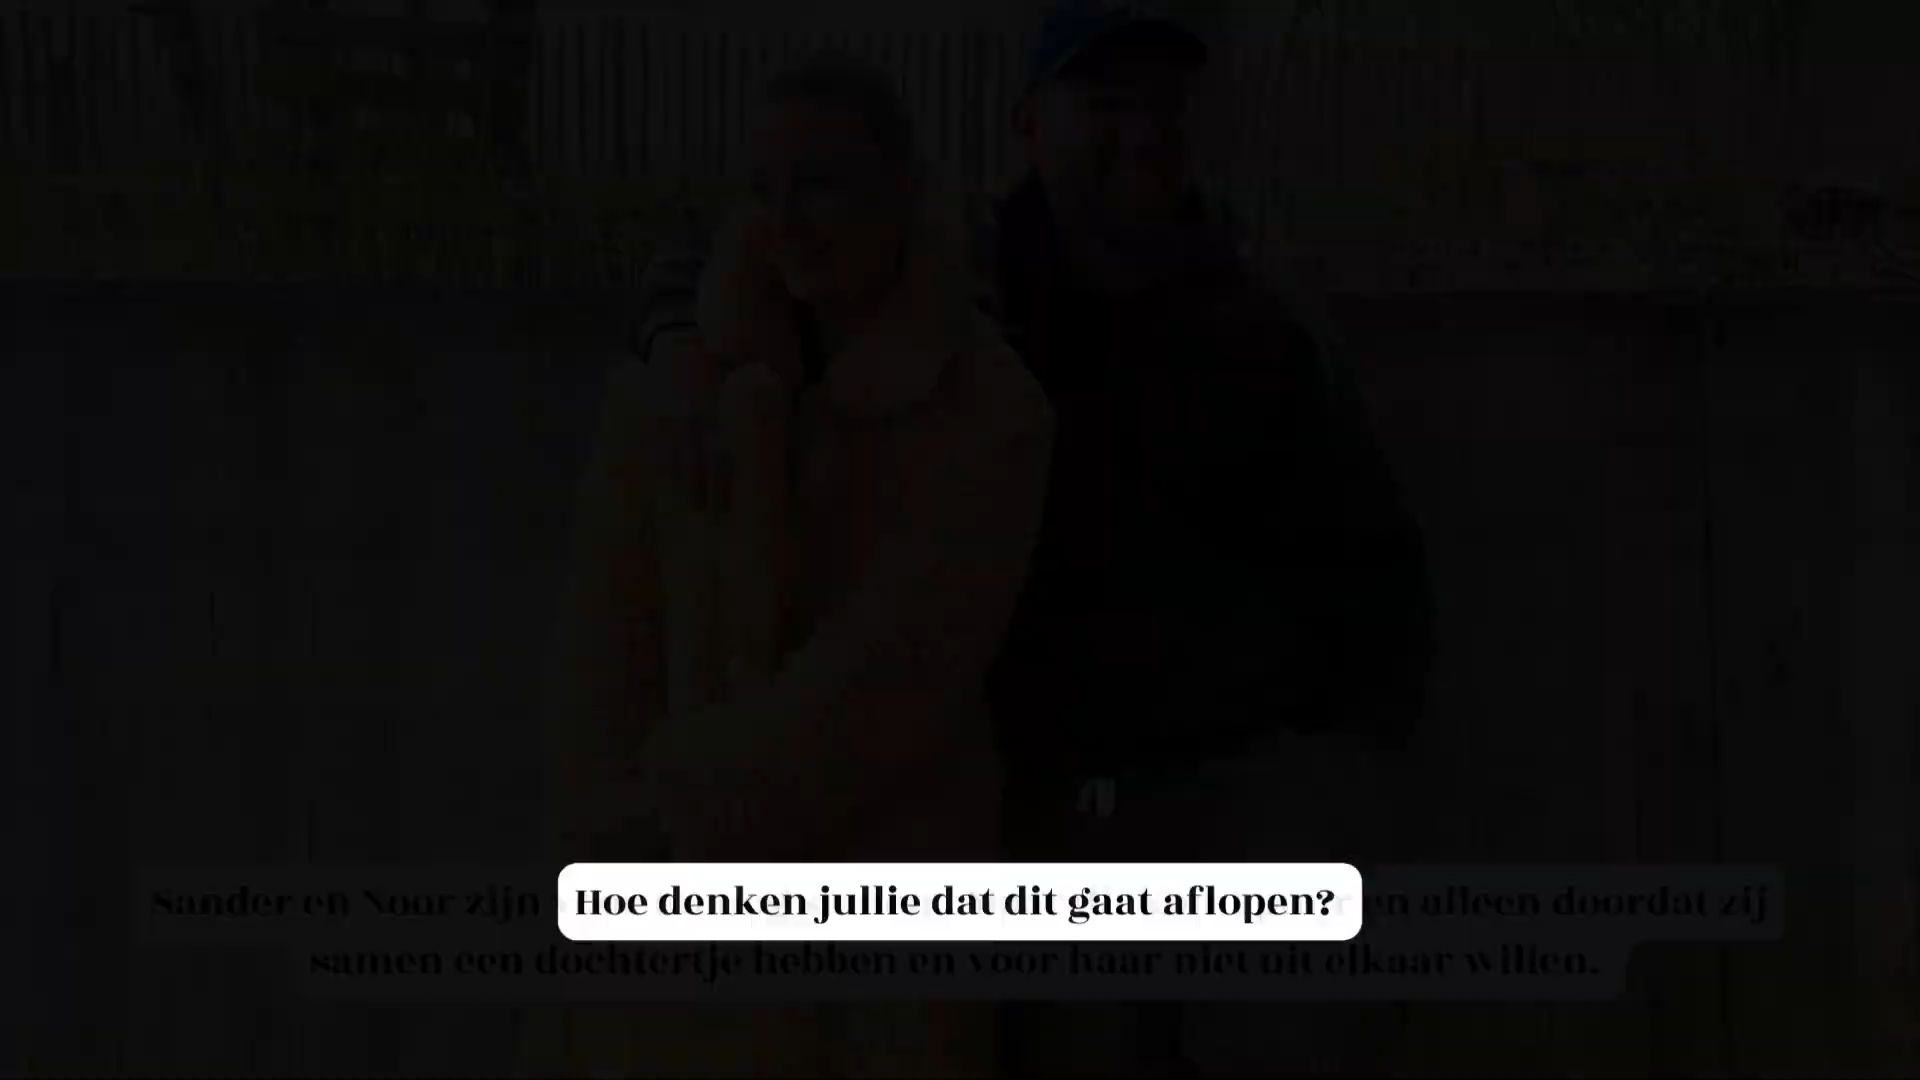 Hoe denken jullie dat dit gaat aflopen?
Sander en Noor zijn en alleen doordat zij
samen een dochtertje hebben en voor haar niet uit elkaar willen.